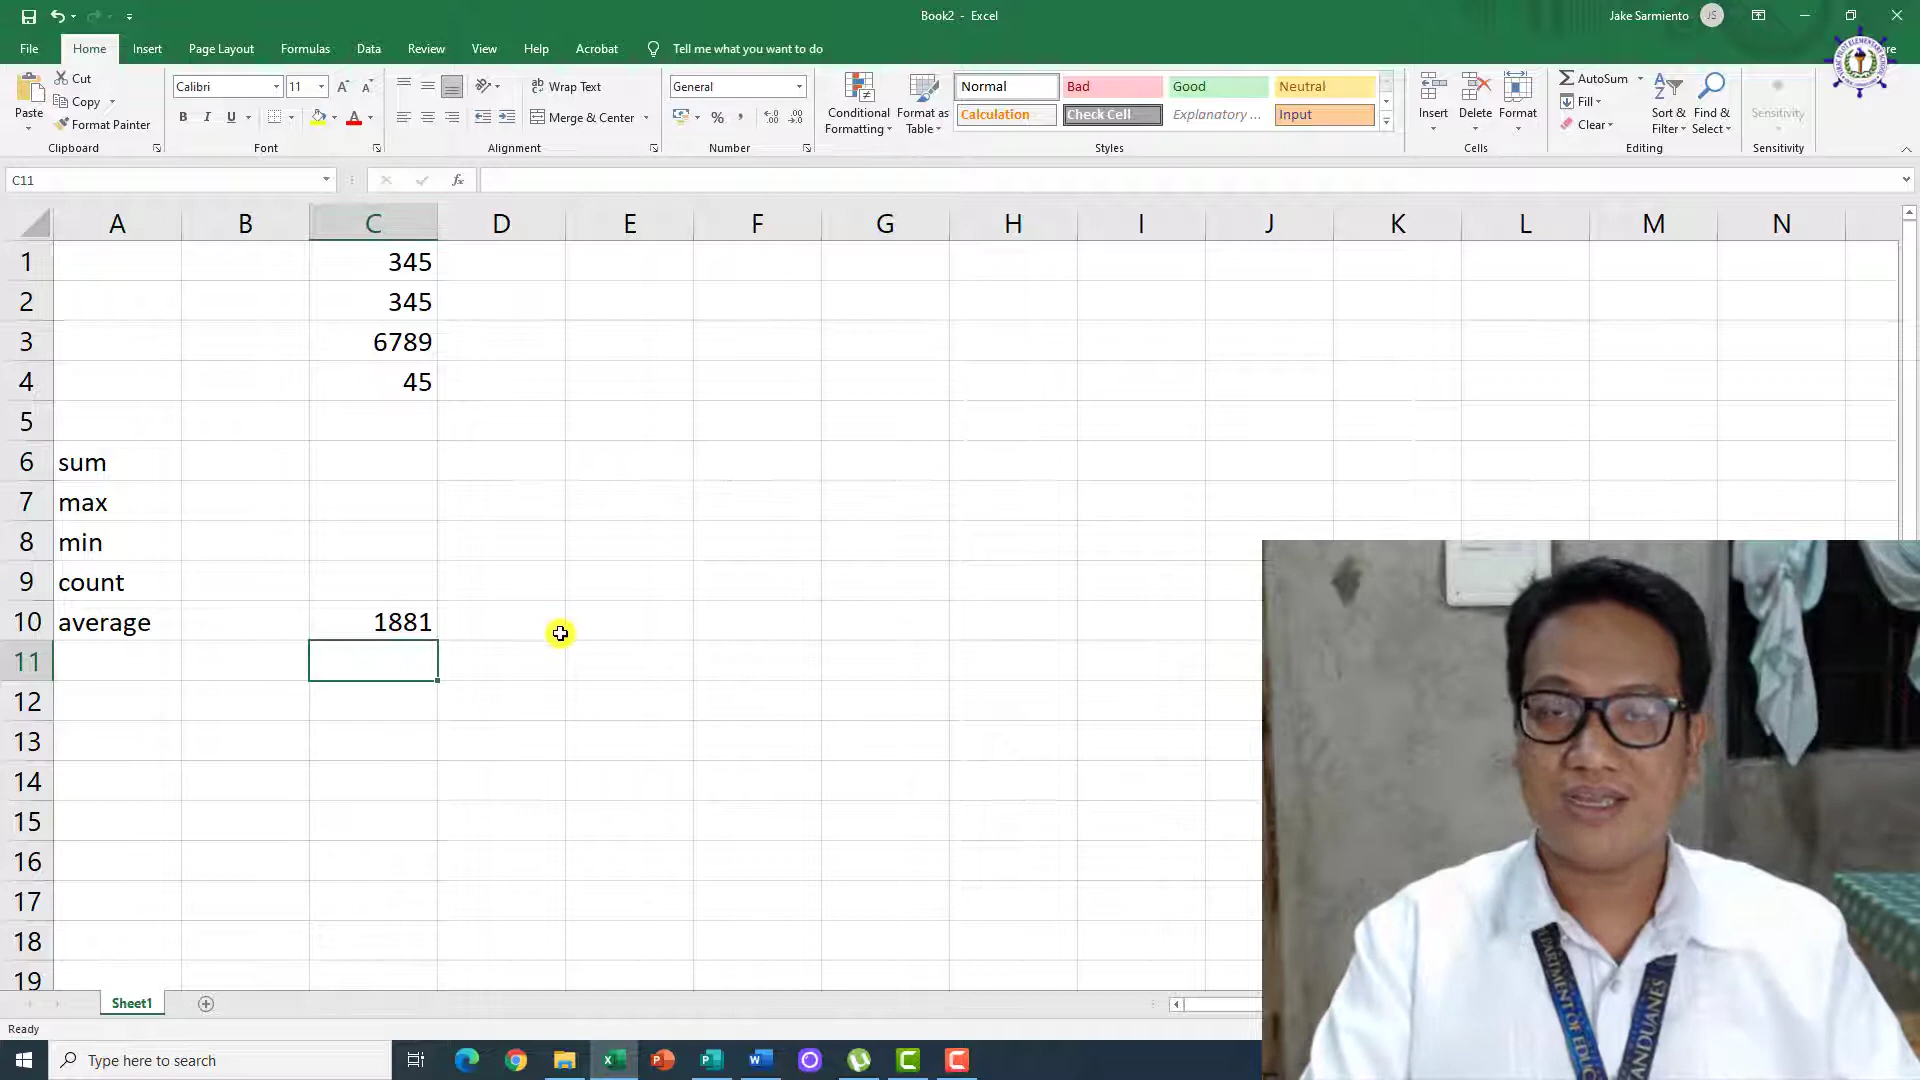 Book2 - Excel
Jake Sarmiento
JS
File Home Insert Page Layout Formulas Data Review View Help Acrobat Tell me what you want to do
Paste
Cut
Copy
Format Painter
Clipboard
Calibri 11
B I U
Font
Wrap Text
Merge & Center
Alignment
General
Number
Conditional Formatting
Format as Table
Normal Bad Good Neutral
Calculation Check Cell Explanatory ... Input
Styles
Insert Delete Format
Cells
AutoSum
Fill
Clear
Sort & Filter
Find & Select
Editing
Sensitivity
Sensitivity
C11
fx
A B C D E F G H I J K L M N
1 345
2 345
3 6789
4 45
5
6 sum
7 max
8 min
9 count
10 average 1881
11
12
13
14
15
16
17
18
19
Sheet1
Ready
Type here to search